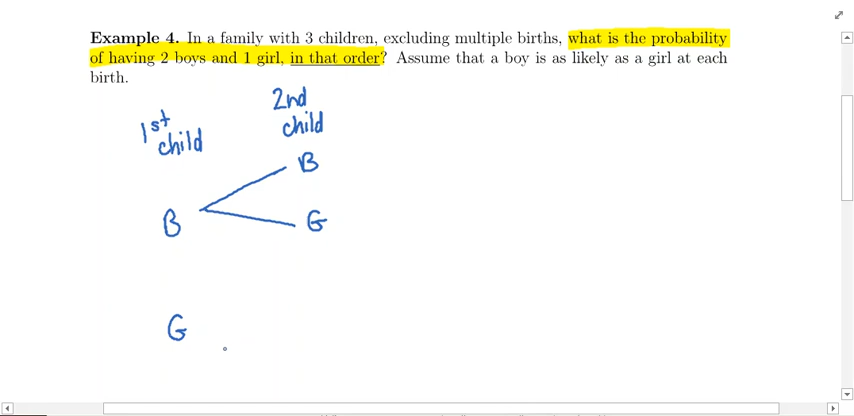 Example 4. In a family with 3 children, excluding multiple births, what is the probability
of having 2 boys and 1 girl, in that order? Assume that a boy is as likely as a girl at each
birth.
1st child
2nd child
B
G
B
G